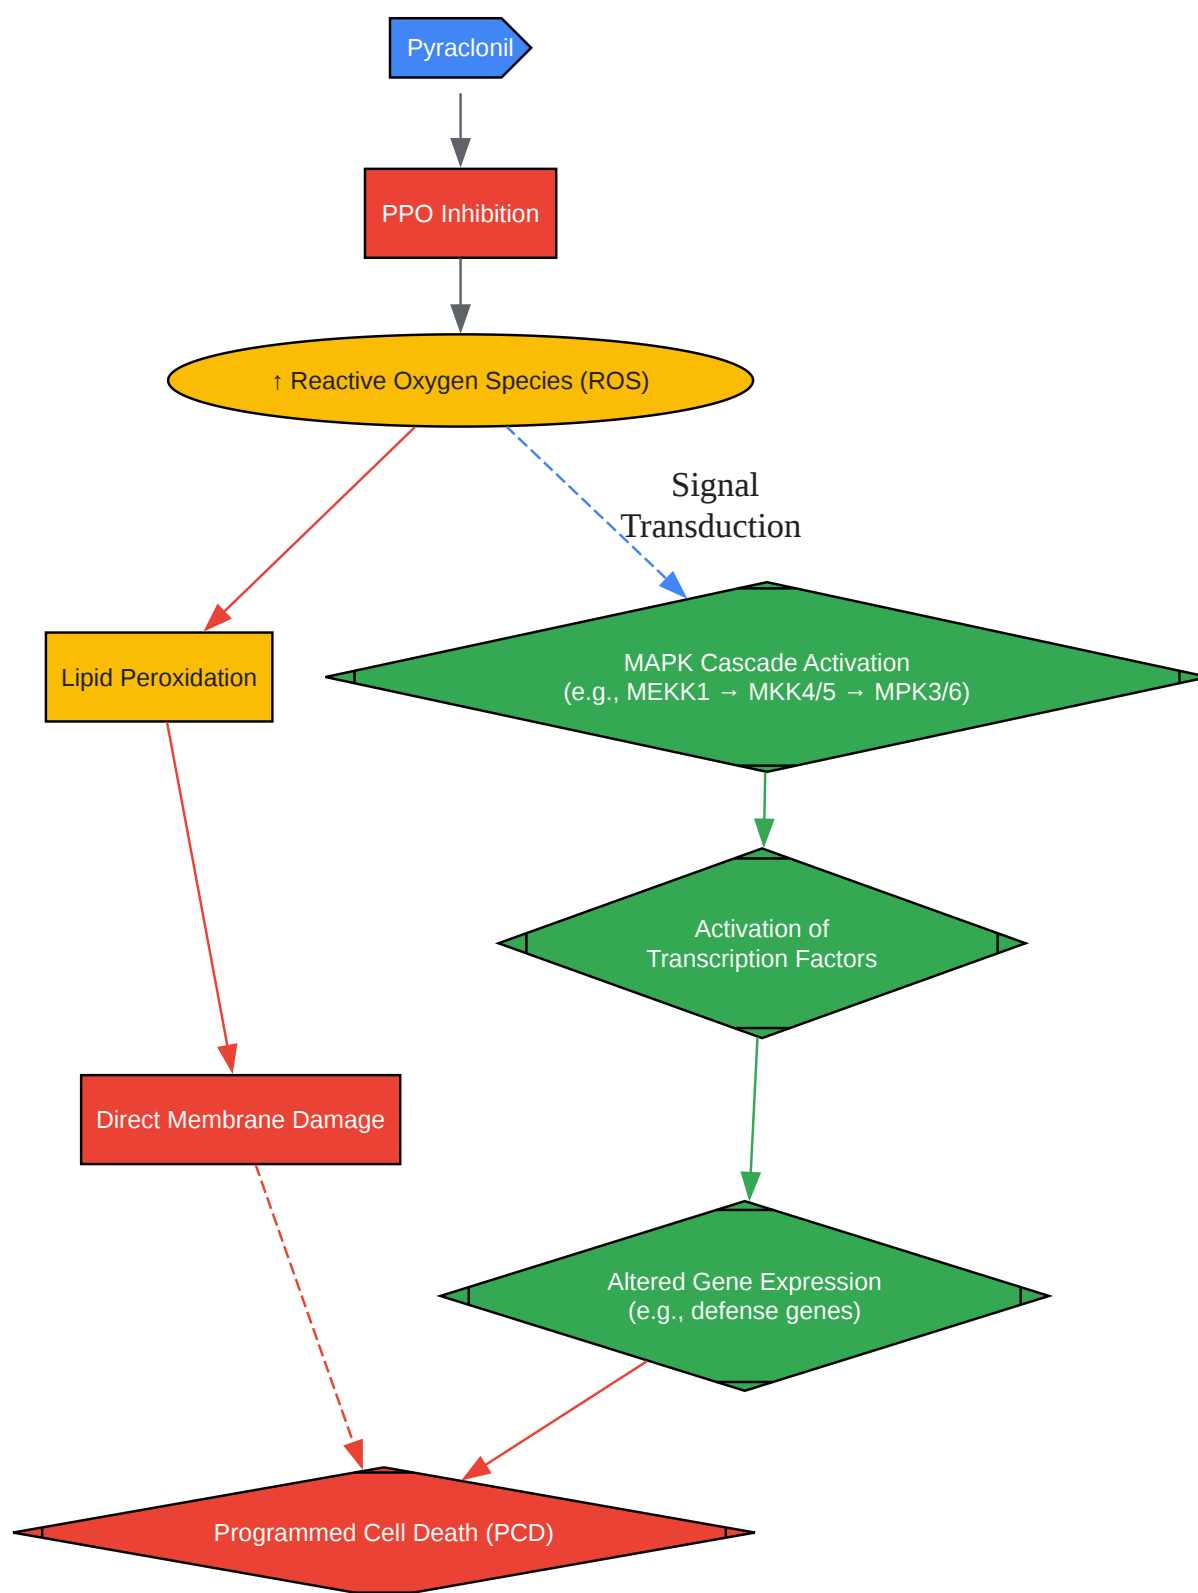 Pyraclonil
PPO Inhibition
↑ Reactive Oxygen Species (ROS)
Signal
Transduction
Lipid Peroxidation
MAPK Cascade Activation
(e.g., MEKK1 → MKK4/5 → MPK3/6)
Activation of
Transcription Factors
Direct Membrane Damage
Altered Gene Expression
(e.g., defense genes)
Programmed Cell Death (PCD)